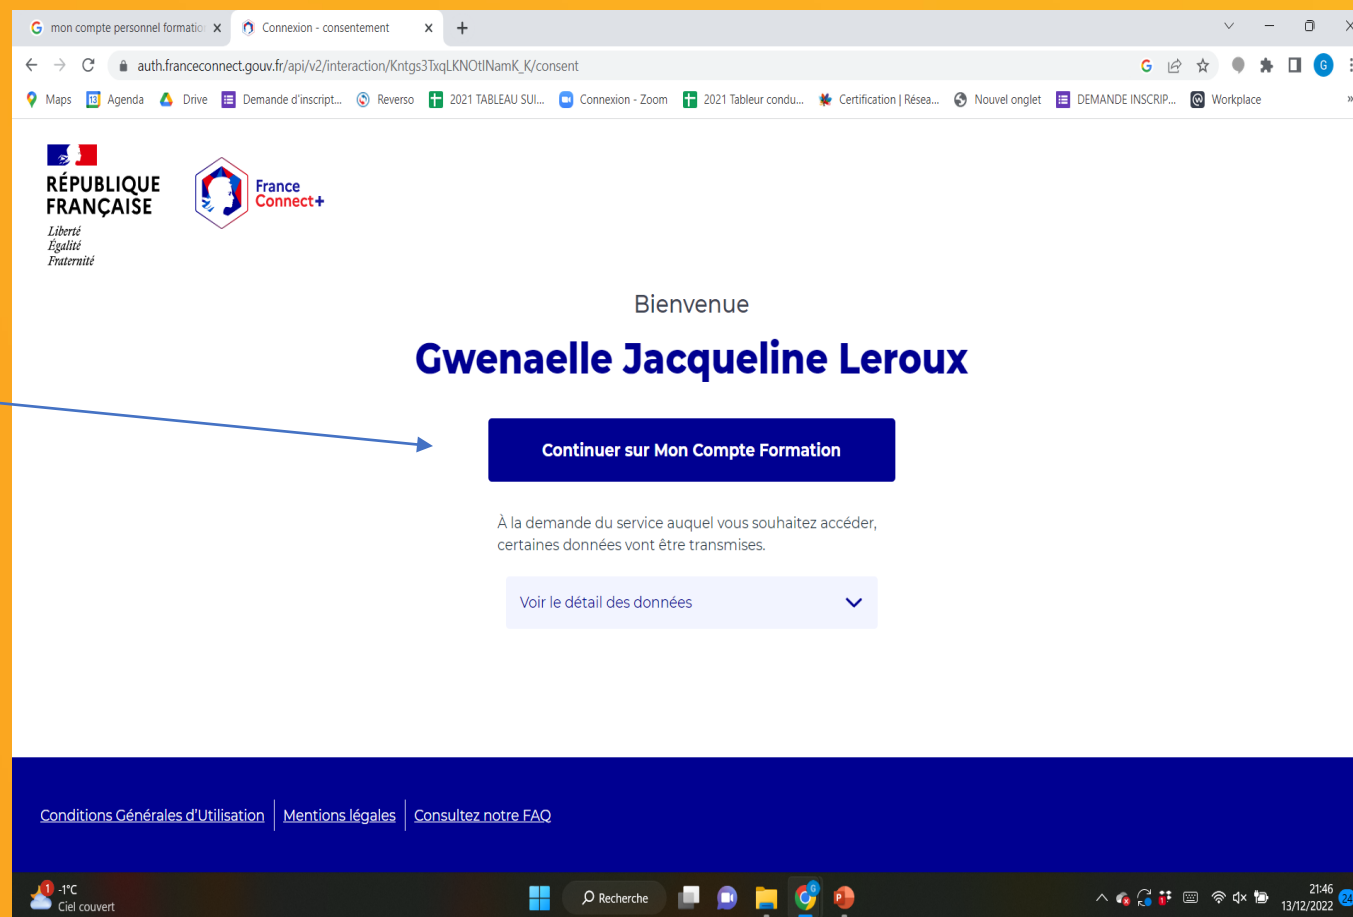 mon compte personnel formatio
Connexion - consentement
auth.franceconnect.gouv.fr/api/v2/interaction/Kntgs3TxqLKNOtlNamK_K/consent
G
Maps
13
Agenda
Drive
Demande d'inscript...
Reverso
2021 TABLEAU SUI...
Connexion - Zoom
2021 Tableur condu...
Certification | Résea...
Nouvel onglet
DEMANDE INSCRIP...
Workplace
»
RÉPUBLIQUE
FRANÇAISE
Liberté
Égalité
Fraternité
France
Connect+
Bienvenue
Gwenaelle Jacqueline Leroux
Continuer sur Mon Compte Formation
À la demande du service auquel vous souhaitez accéder,
certaines données vont être transmises.
Voir le détail des données
Conditions Générales d'Utilisation
Mentions légales
Consultez notre FAQ
1
-1°C
Ciel couvert
Recherche
21:46
13/12/2022
24